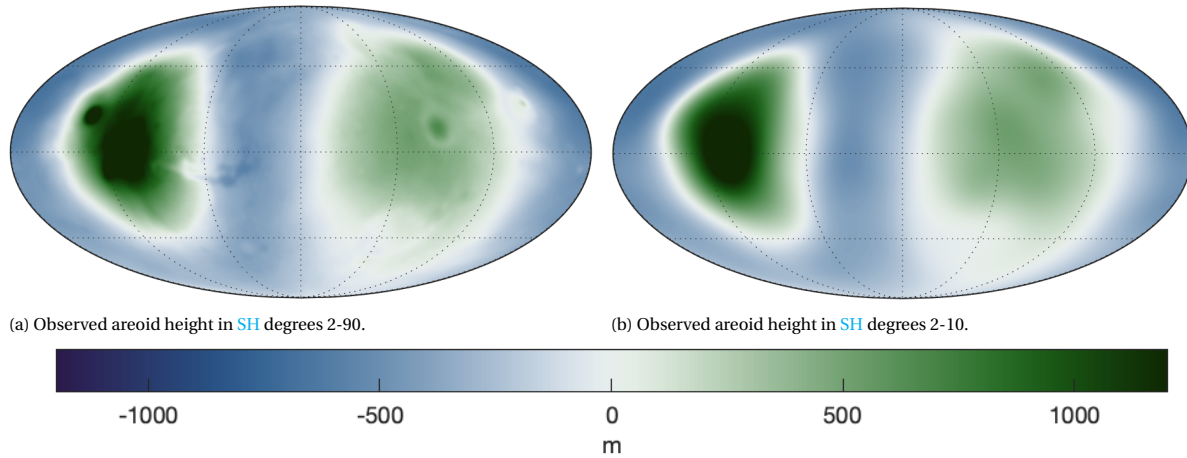 (a) Observed areoid height in SH degrees 2-90.
(b) Observed areoid height in SH degrees 2-10.
-1000 -500 0 500 1000
m